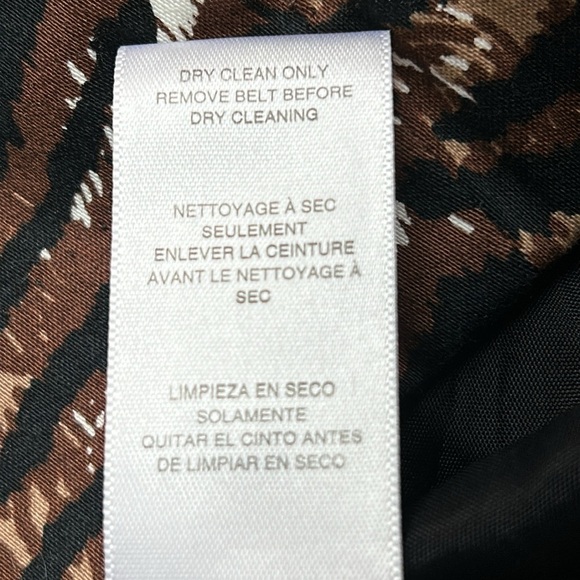 DRY CLEAN ONLY
REMOVE BELT BEFORE
DRY CLEANING
NETTOYAGE À SEC
SEULEMENT
ENLEVER LA CEINTURE
AVANT LE NETTOYAGE À
SEC
LIMPIEZA EN SECO
SOLAMENTE
QUITAR EL CINTO ANTES
DE LIMPIAR EN SECO